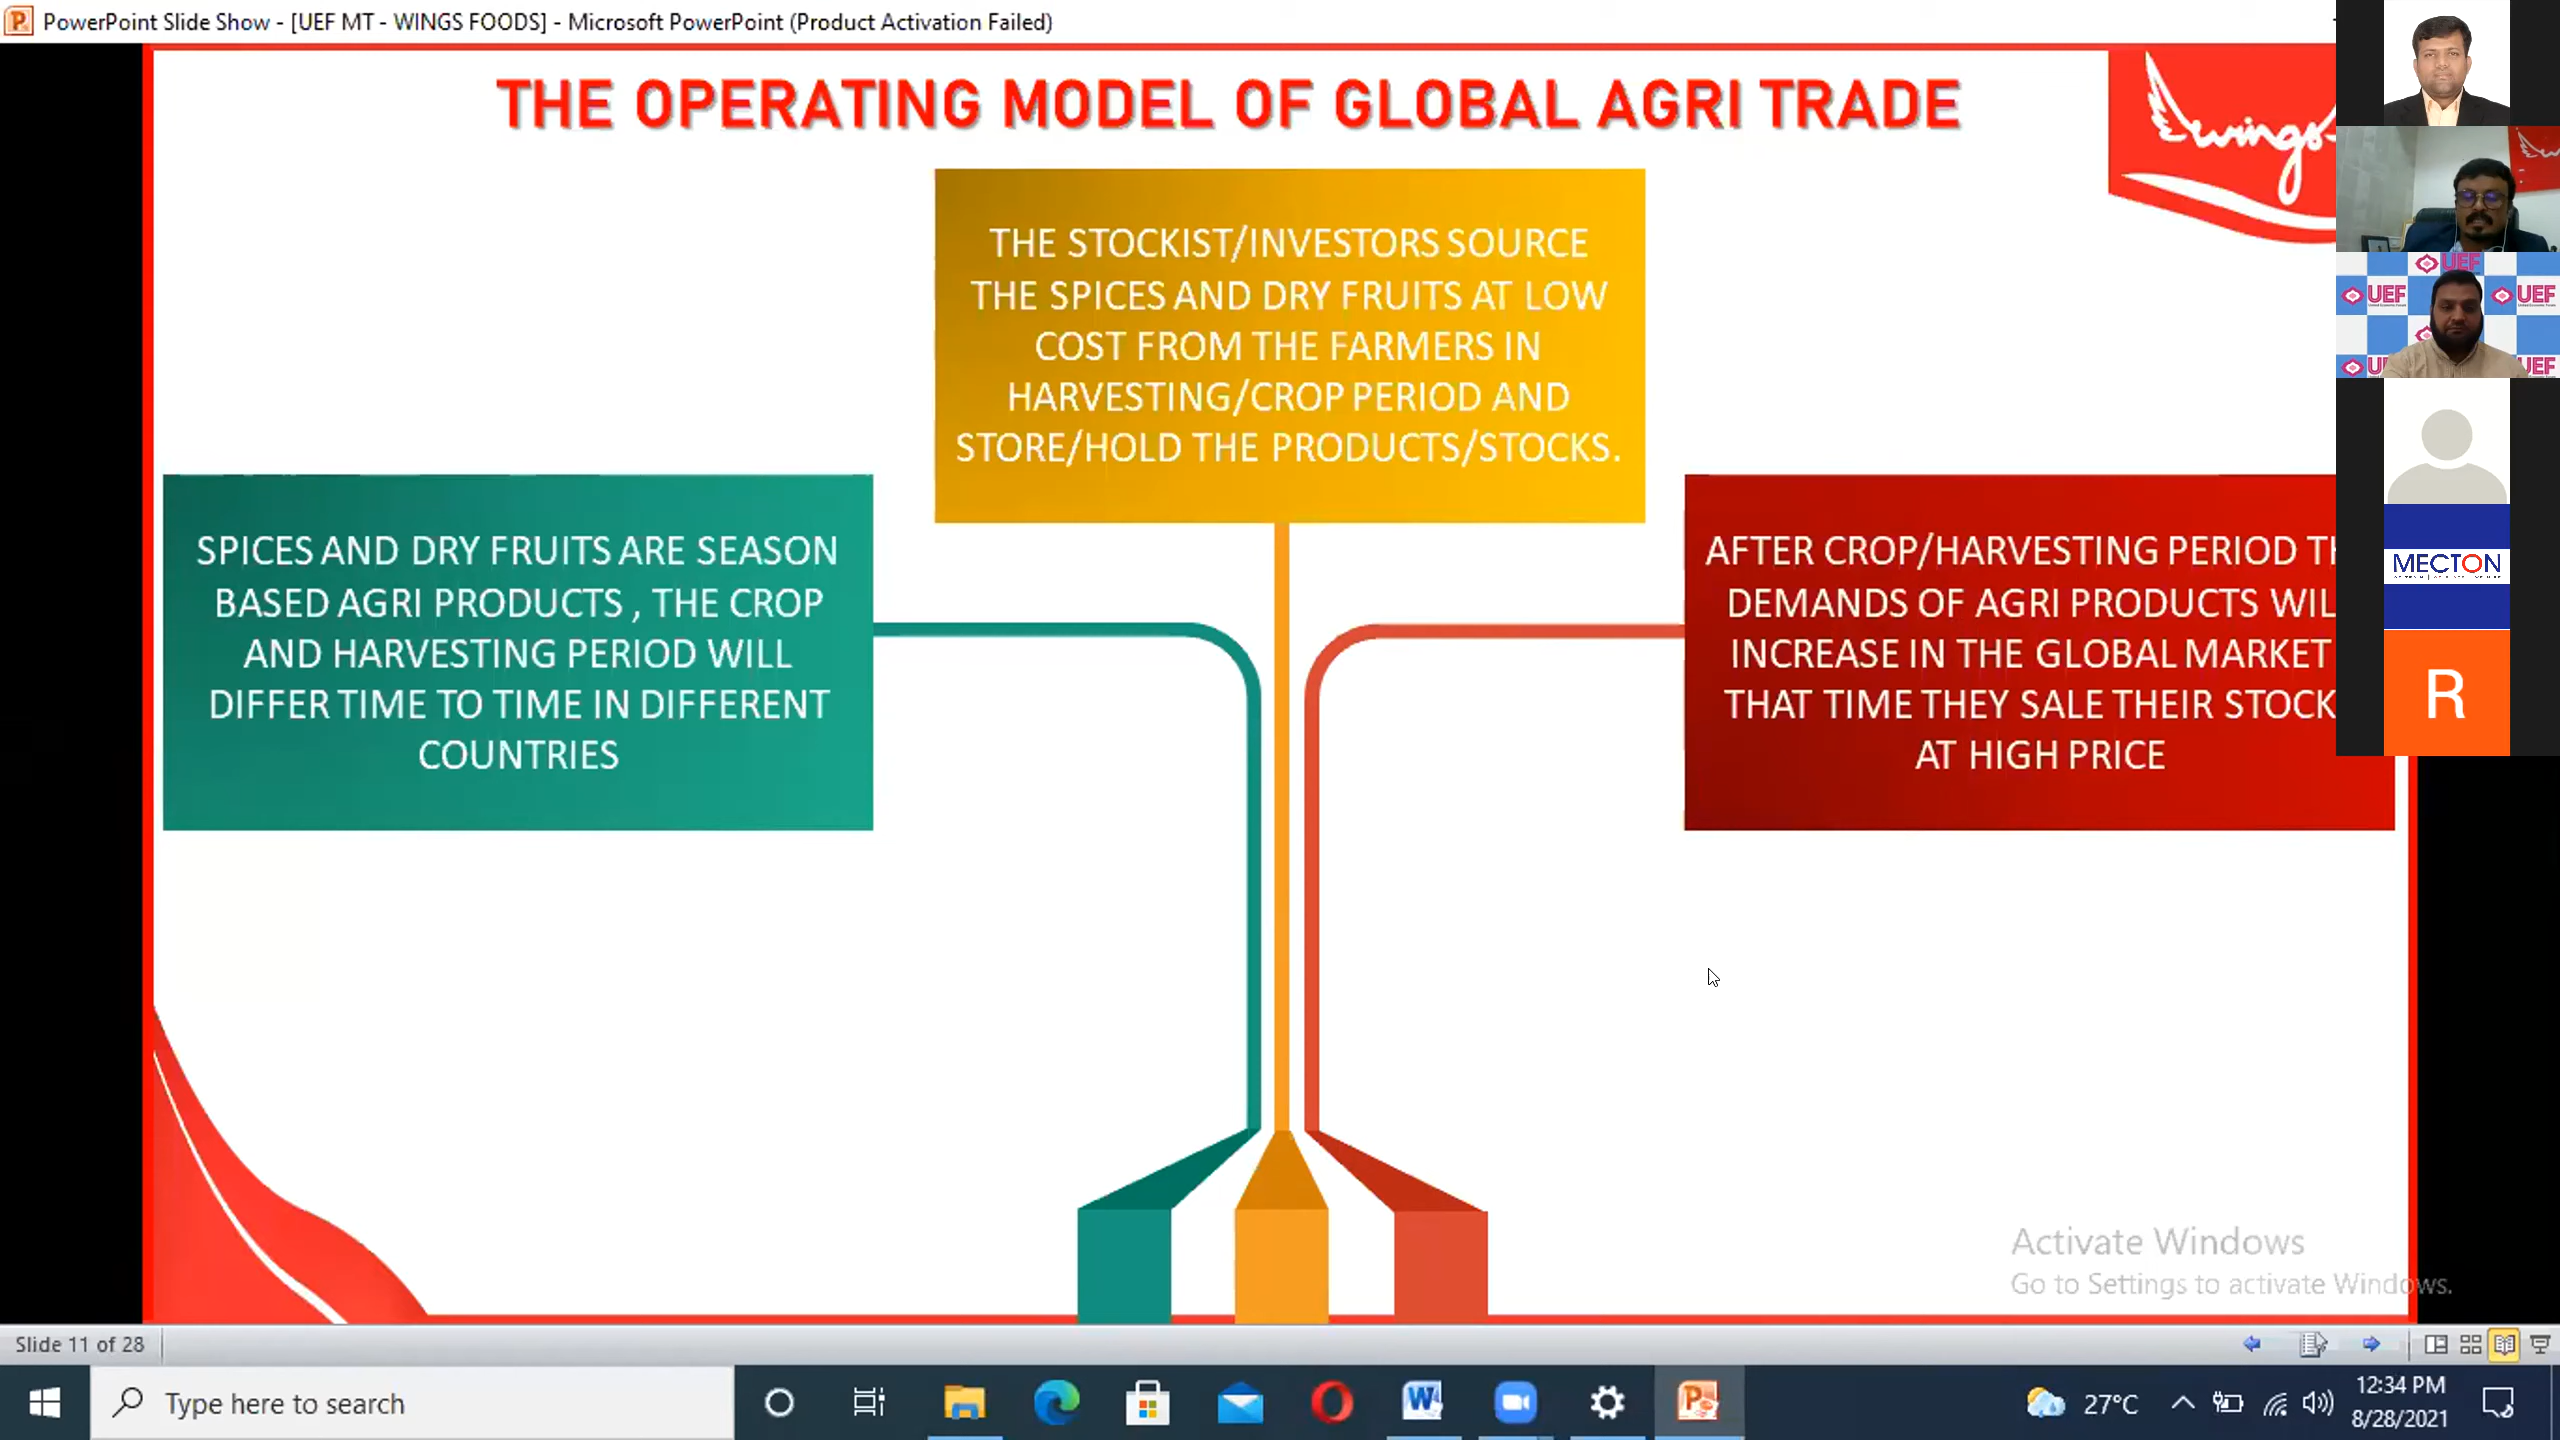 PowerPoint Slide Show - [UEF MT - WINGS FOODS] - Microsoft PowerPoint (Product Activation Failed)
THE OPERATING MODEL OF GLOBAL AGRI TRADE
wings
THE STOCKIST/INVESTORS SOURCE
THE SPICES AND DRY FRUITS AT LOW
COST FROM THE FARMERS IN
HARVESTING/CROP PERIOD AND
STORE/HOLD THE PRODUCTS/STOCKS.
SPICES AND DRY FRUITS ARE SEASON
BASED AGRI PRODUCTS , THE CROP
AND HARVESTING PERIOD WILL
DIFFER TIME TO TIME IN DIFFERENT
COUNTRIES
AFTER CROP/HARVESTING PERIOD TH
DEMANDS OF AGRI PRODUCTS WIL
INCREASE IN THE GLOBAL MARKET
THAT TIME THEY SALE THEIR STOCK
AT HIGH PRICE
UEF
UEF
UEF
UEF
MECTON
R
Activate Windows
Go to Settings to activate Windows.
Slide 11 of 28
Type here to search
27°C
12:34 PM
8/28/2021